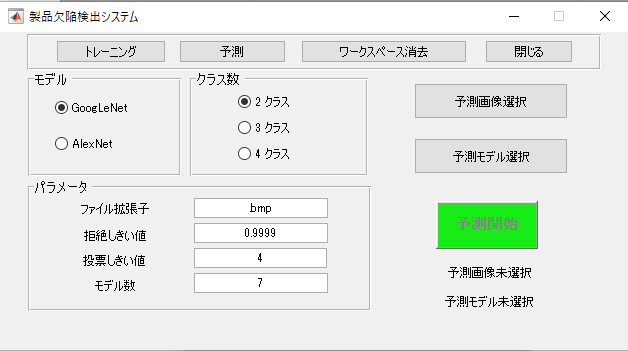 製品欠陥検出システム
トレーニング 予測 ワークスペース消去 閉じる
モデル
GoogLeNet
AlexNet
クラス数
2 クラス
3 クラス
4 クラス
予測画像選択
予測モデル選択
パラメータ
ファイル拡張子 .bmp
拒絶しきい値 0.9999
投票しきい値 4
モデル数 7
予測開始
予測画像未選択
予測モデル未選択